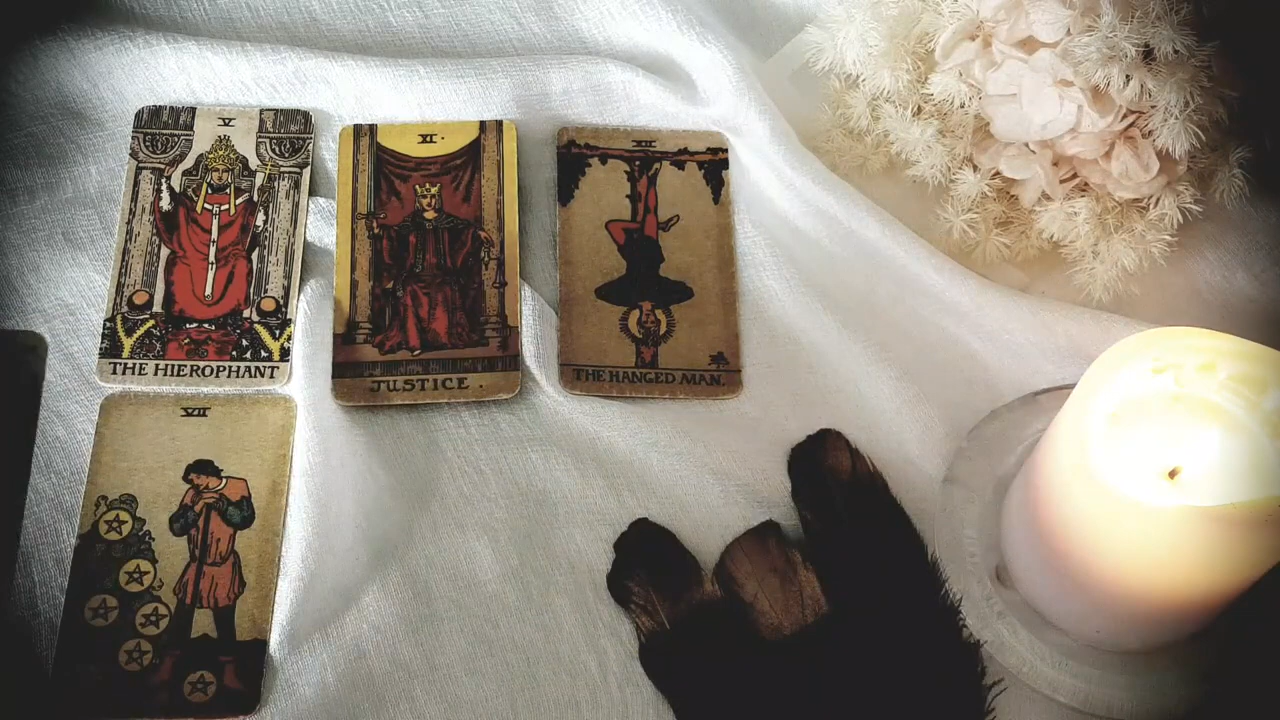 V
THE HIEROPHANT
XI.
JUSTICE.
XII
THE HANGED MAN.
VII